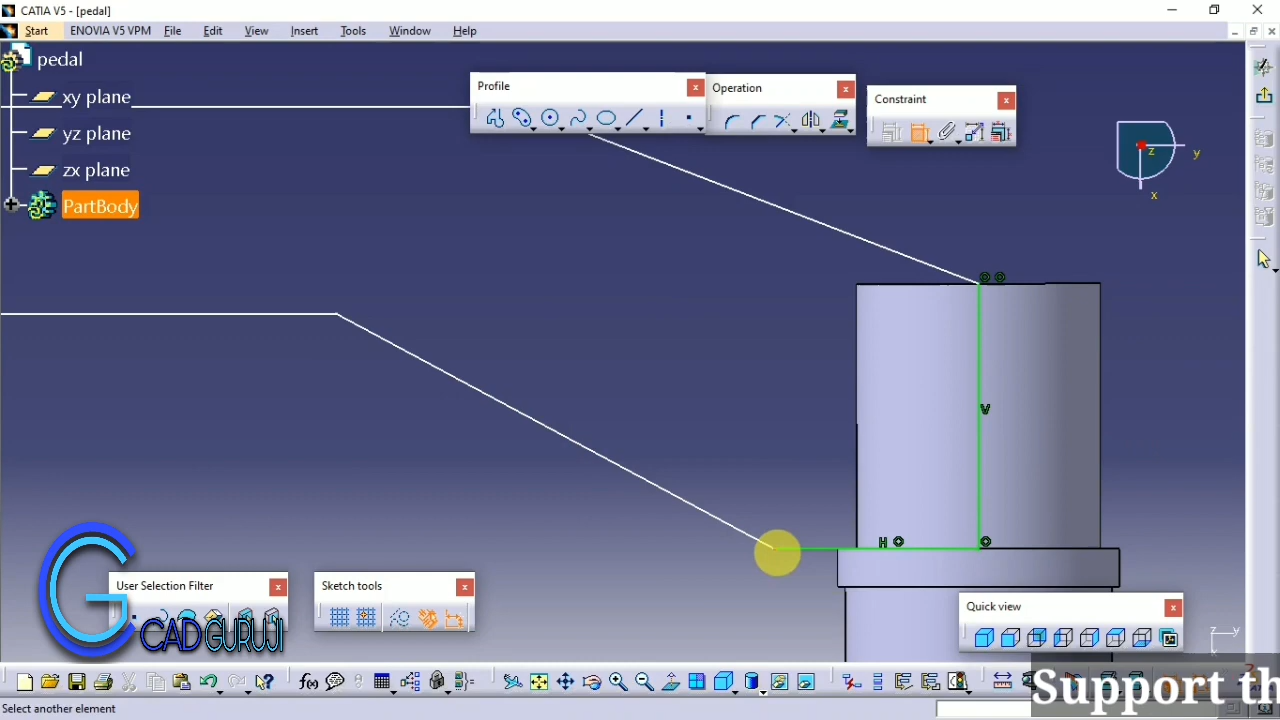 CATIA V5 - [pedal]
Start ENOVIA V5 VPM File Edit View Insert Tools Window Help
pedal
xy plane
yz plane
zx plane
PartBody
Profile
Operation
Constraint
z
y
x
V
H
User Selection Filter
Sketch tools
Quick view
CAD GURUJI
z y
f(x)
Support th
Select another element